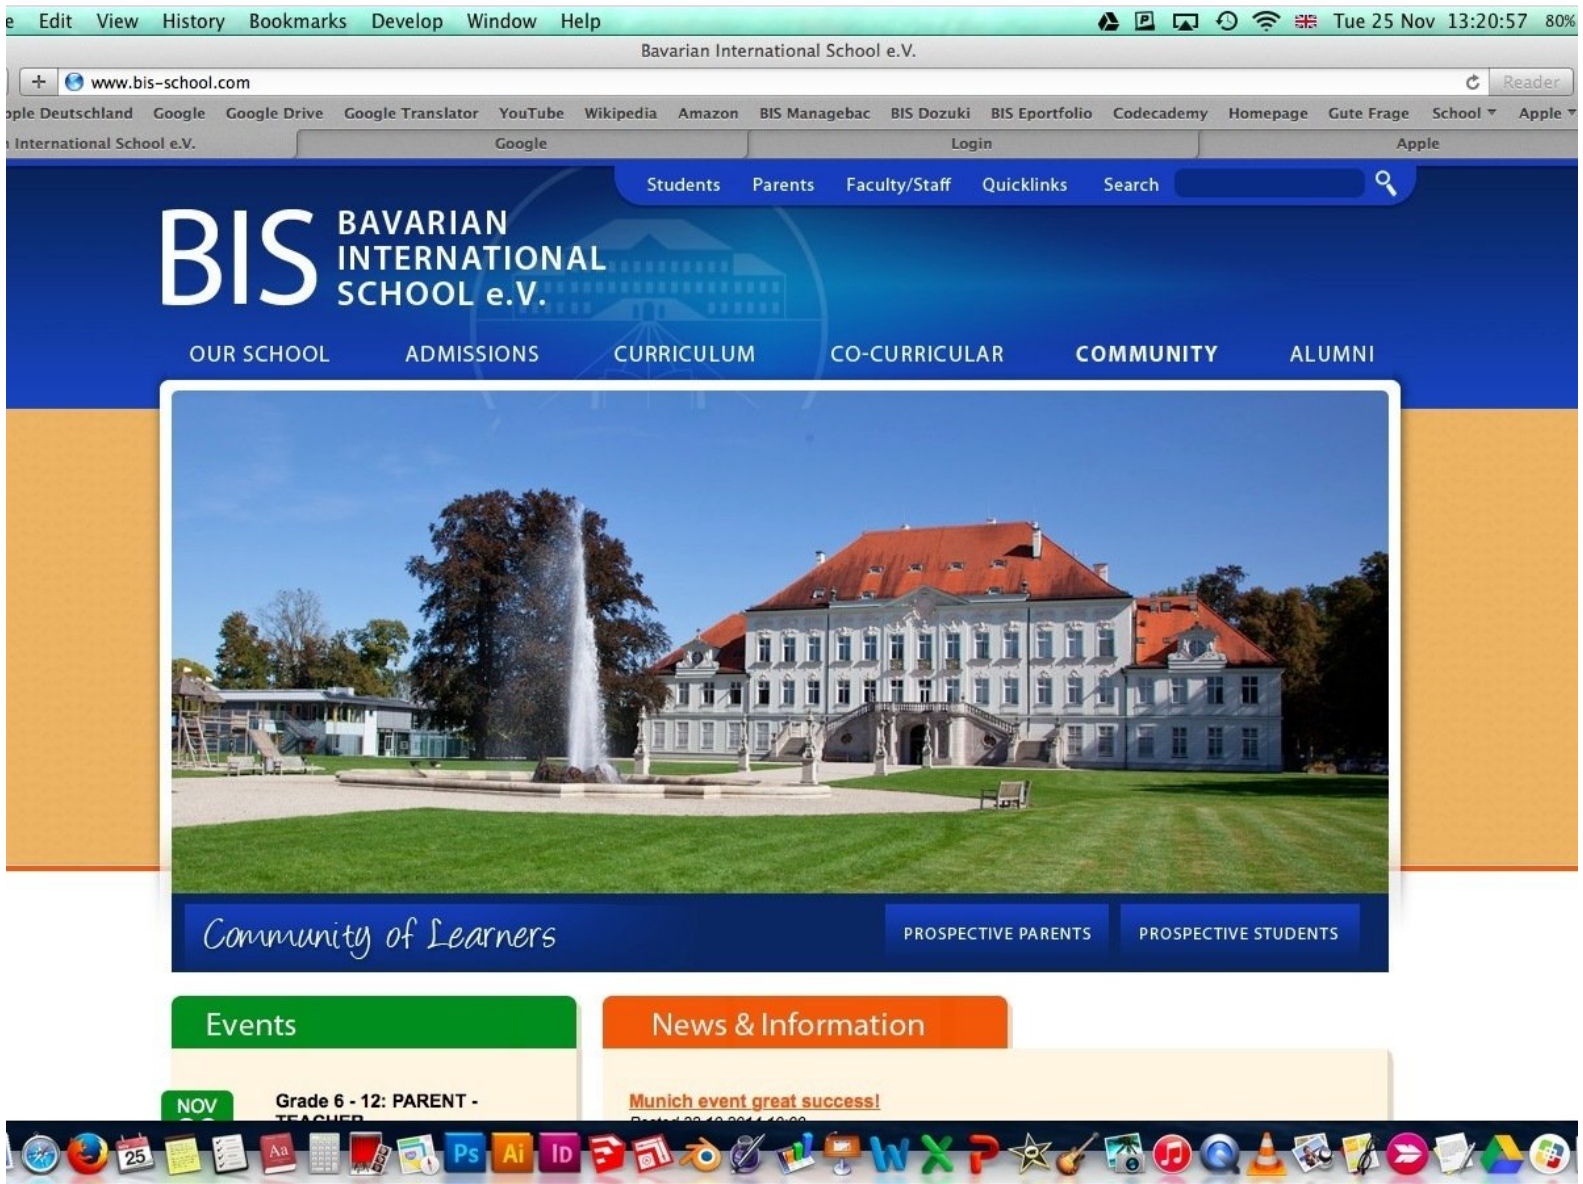 Edit View History Bookmarks Develop Window Help P Tue 25 Nov 13:20:57 80%
Bavarian International School e.V.
+ www.bis-school.com Reader
Deutschland Google Google Drive Google Translator YouTube Wikipedia Amazon BIS Managebac BIS Dozuki BIS Eportfolio Codecademy Homepage Gute Frage School Apple
International School e.V. Google Login Apple
Students Parents Faculty/Staff Quicklinks Search
BIS BAVARIAN
INTERNATIONAL
SCHOOL e.V.
OUR SCHOOL ADMISSIONS CURRICULUM CO-CURRICULAR COMMUNITY ALUMNI
Community of Learners PROSPECTIVE PARENTS PROSPECTIVE STUDENTS
Events
NOV
Grade 6 - 12: PARENT -
TEACHER
News & Information
Munich event great success!
25 Aa Ps Ai ID